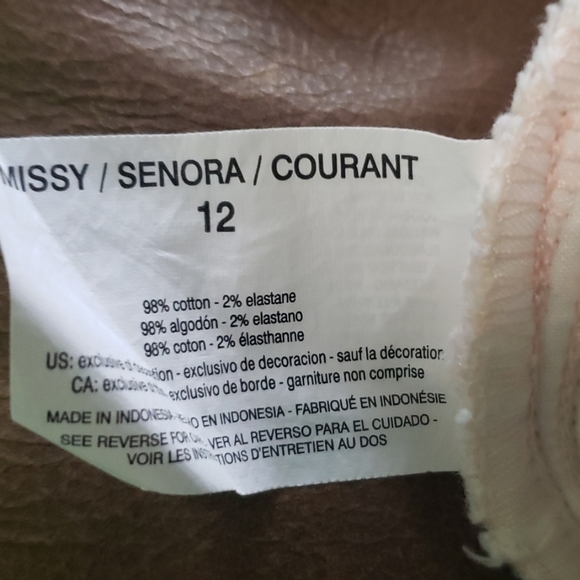 MISSY / SENORA / COURANT
12
98% cotton - 2% elastane
98% algodón - 2% elastano
98% coton - 2% élasthanne
US: exclusive - exclusivo de decoracion - sauf la décoration
CA: exclusive exclusivo de borde - garniture non comprise
MADE IN INDONESIA EN INDONESIA - FABRIQUÉ EN INDONÉSIE
SEE REVERSE FOR VER AL REVERSO PARA EL CUIDADO -
VOIR LES D'ENTRETIEN AU DOS